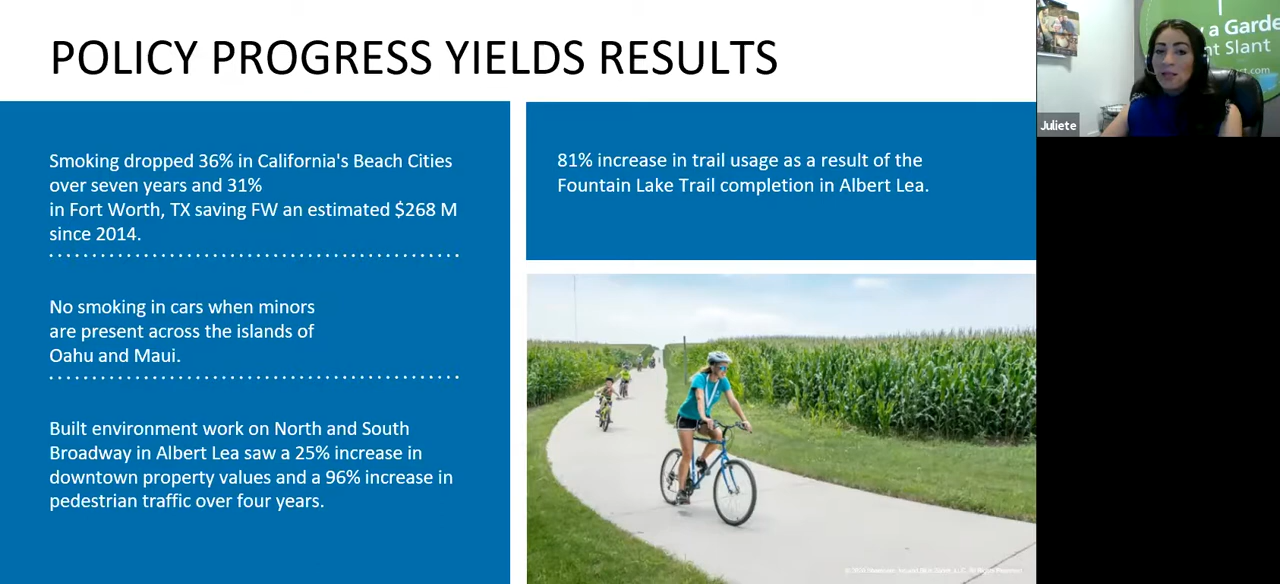 POLICY PROGRESS YIELDS RESULTS
Smoking dropped 36% in California's Beach Cities
over seven years and 31%
in Fort Worth, TX saving FW an estimated $268 M
since 2014.
No smoking in cars when minors
are present across the islands of
Oahu and Maui.
Built environment work on North and South
Broadway in Albert Lea saw a 25% increase in
downtown property values and a 96% increase in
pedestrian traffic over four years.
81% increase in trail usage as a result of the
Fountain Lake Trail completion in Albert Lea.
a Garde
nt Slant
Juliete